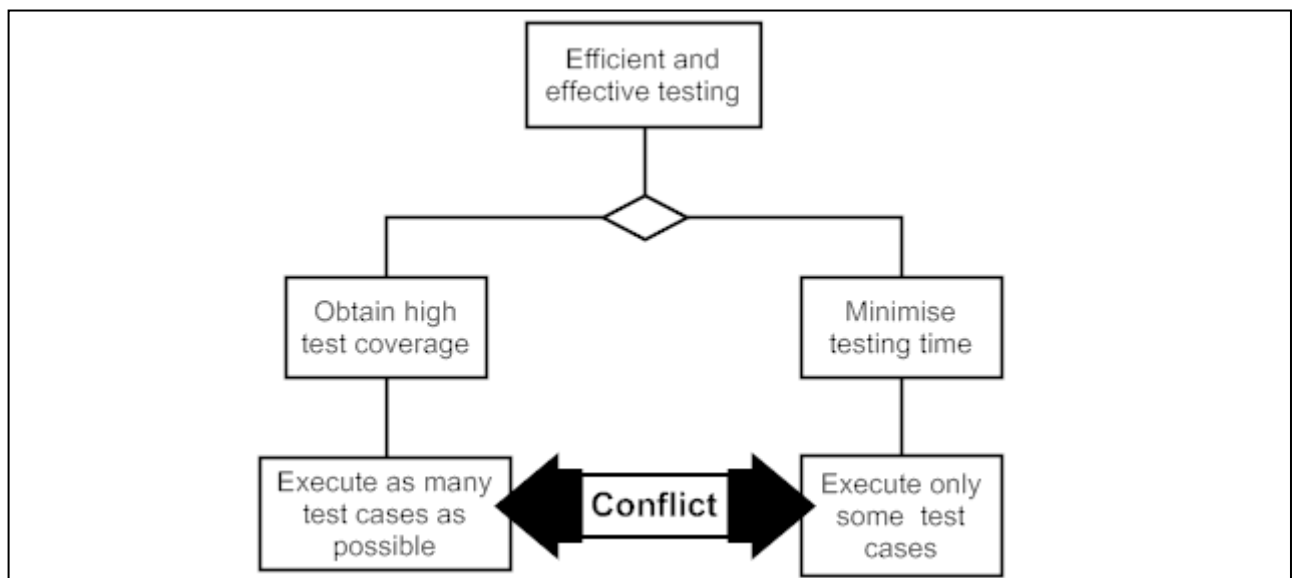 Efficient and
effective testing
Obtain high
test coverage
Minimise
testing time
Execute as many
test cases as
possible
Conflict
Execute only
some test
cases